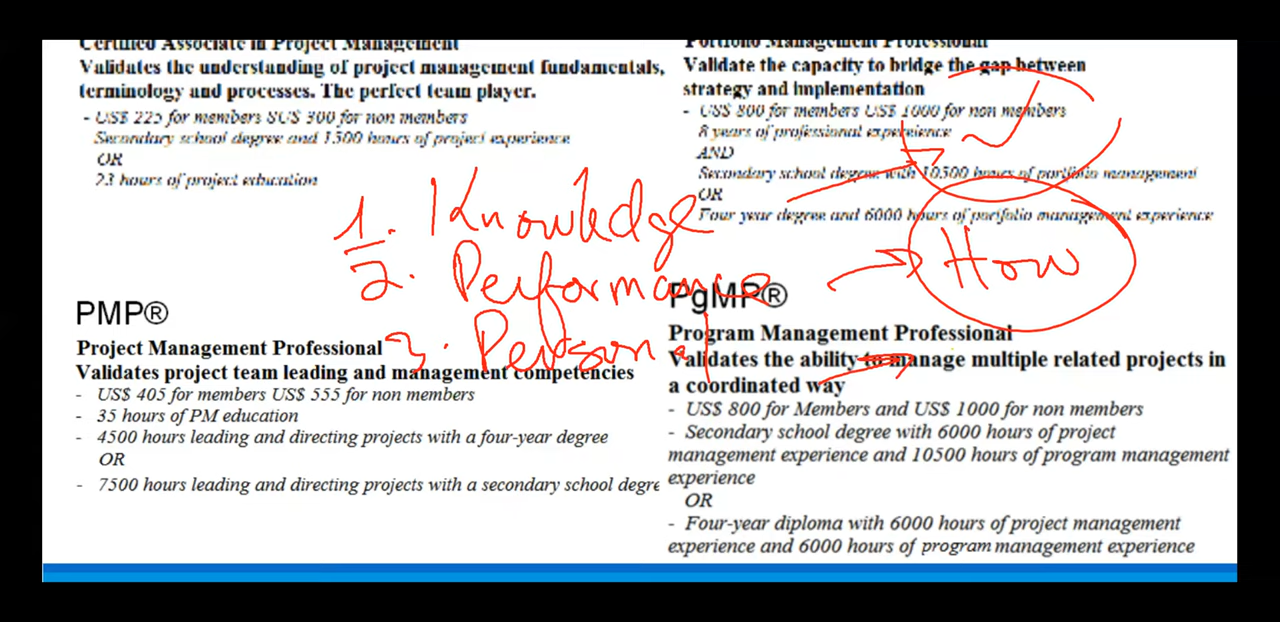 Certified Associate in Project Management
Validates the understanding of project management fundamentals,
terminology and processes. The perfect team player.
- US$ 225 for members 8US 300 for non members
Secondary school degree and 1500 hours of project experience
OR
23 hours of project education
Portfolio Management Professional
Validate the capacity to bridge the gap between
strategy and implementation
- US$ 800 for members US$ 1000 for non members
8 years of professional experience
AND
Secondary school degree with 10500 hours of portfolio management
OR
Four year degree and 6000 hours of portfolio management experience
1. Knowledge
2. Performance
3. Personal
How
PMP®
Project Management Professional
Validates project team leading and management competencies
- US$ 405 for members US$ 555 for non members
- 35 hours of PM education
- 4500 hours leading and directing projects with a four-year degree
OR
- 7500 hours leading and directing projects with a secondary school degre
PgMP®
Program Management Professional
Validates the ability to manage multiple related projects in
a coordinated way
- US$ 800 for Members and US$ 1000 for non members
- Secondary school degree with 6000 hours of project
management experience and 10500 hours of program management
experience
OR
- Four-year diploma with 6000 hours of project management
experience and 6000 hours of program management experience